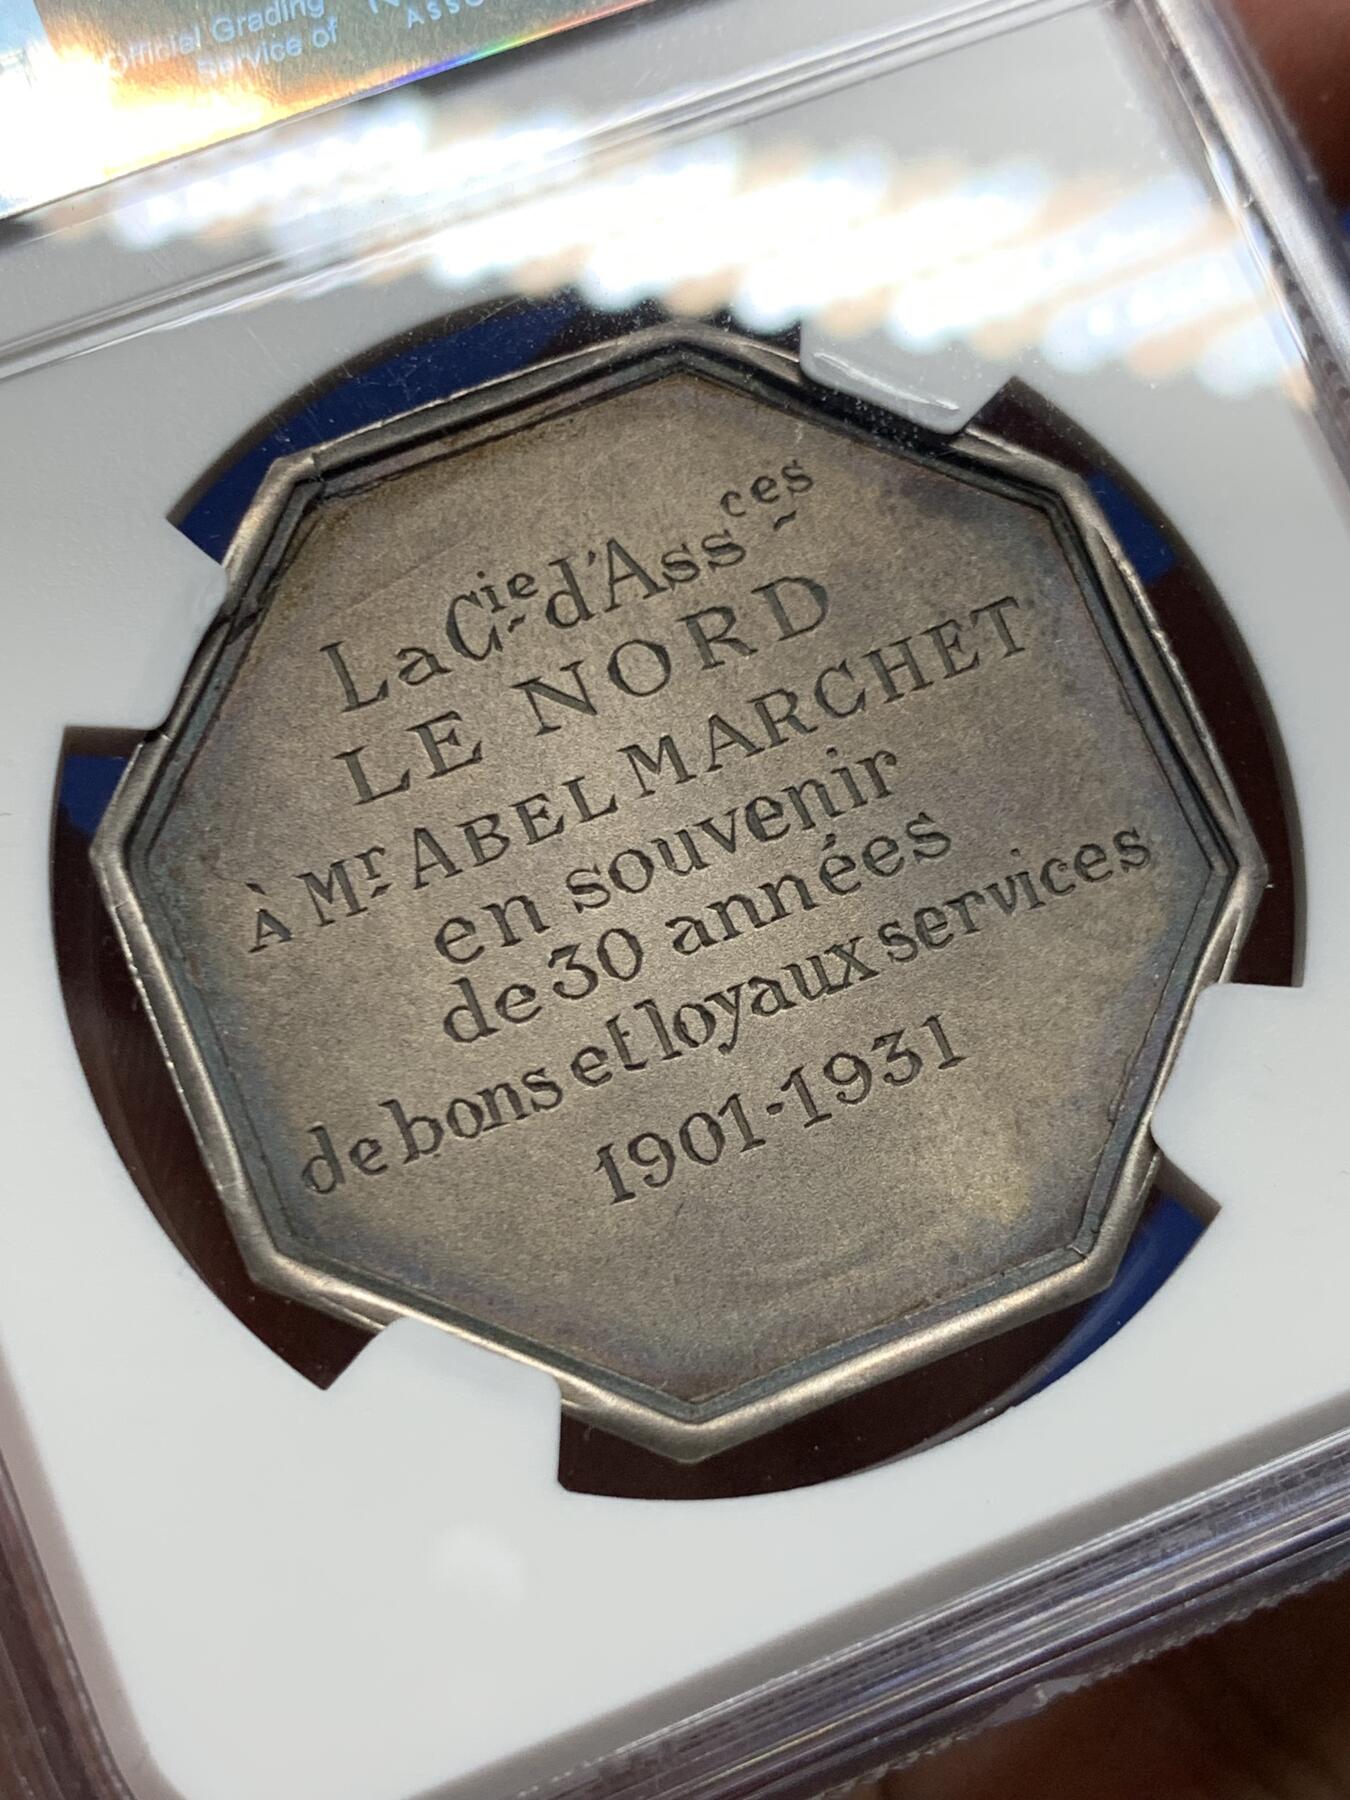 Official Grading
Service of
La Cie d'Assces
LE NORD
À Mr ABEL MARCHET
en souvenir
de 30 années
de bons et loyaux services
1901-1931